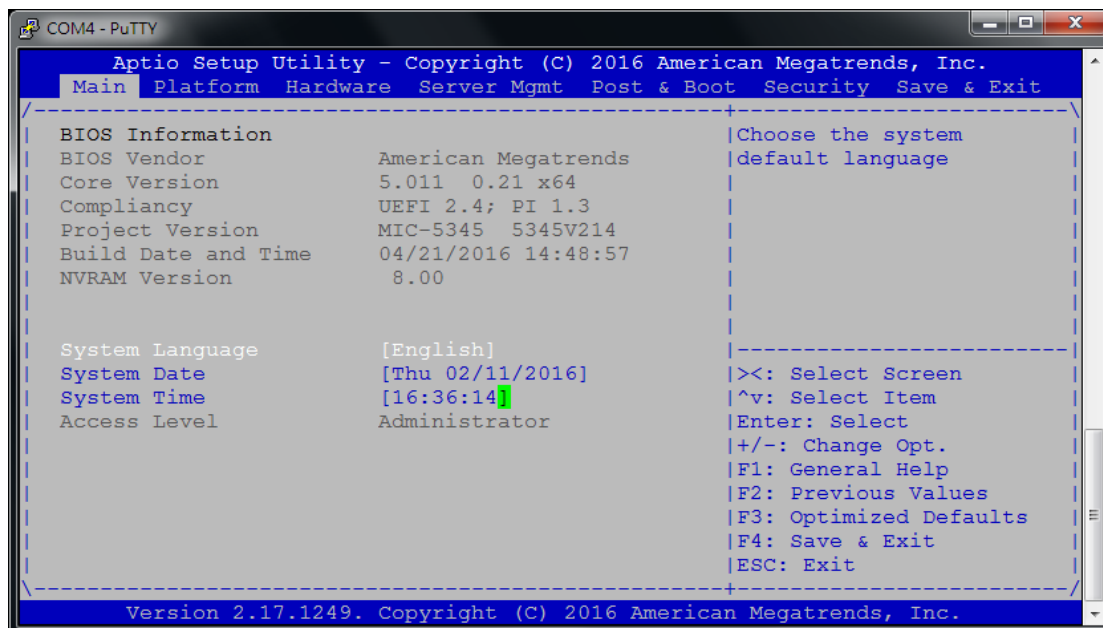 COM4 - PuTTY
Aptio Setup Utility - Copyright (C) 2016 American Megatrends, Inc.
Main Platform Hardware Server Mgmt Post & Boot Security Save & Exit
/----------------------------------------------------+-------------------------\
| BIOS Information |Choose the system |
| BIOS Vendor American Megatrends |default language |
| Core Version 5.011 0.21 x64 | |
| Compliancy UEFI 2.4; PI 1.3 | |
| Project Version MIC-5345 5345V214 | |
| Build Date and Time 04/21/2016 14:48:57 | |
| NVRAM Version 8.00 | |
| | |
| | |
| System Language [English] |-------------------------|
| System Date [Thu 02/11/2016] |><: Select Screen |
| System Time [16:36:14] |^v: Select Item |
| Access Level Administrator |Enter: Select |
| |+/-: Change Opt. |
| |F1: General Help |
| |F2: Previous Values |
| |F3: Optimized Defaults |
| |F4: Save & Exit |
| |ESC: Exit |
\----------------------------------------------------+-------------------------/
Version 2.17.1249. Copyright (C) 2016 American Megatrends, Inc.